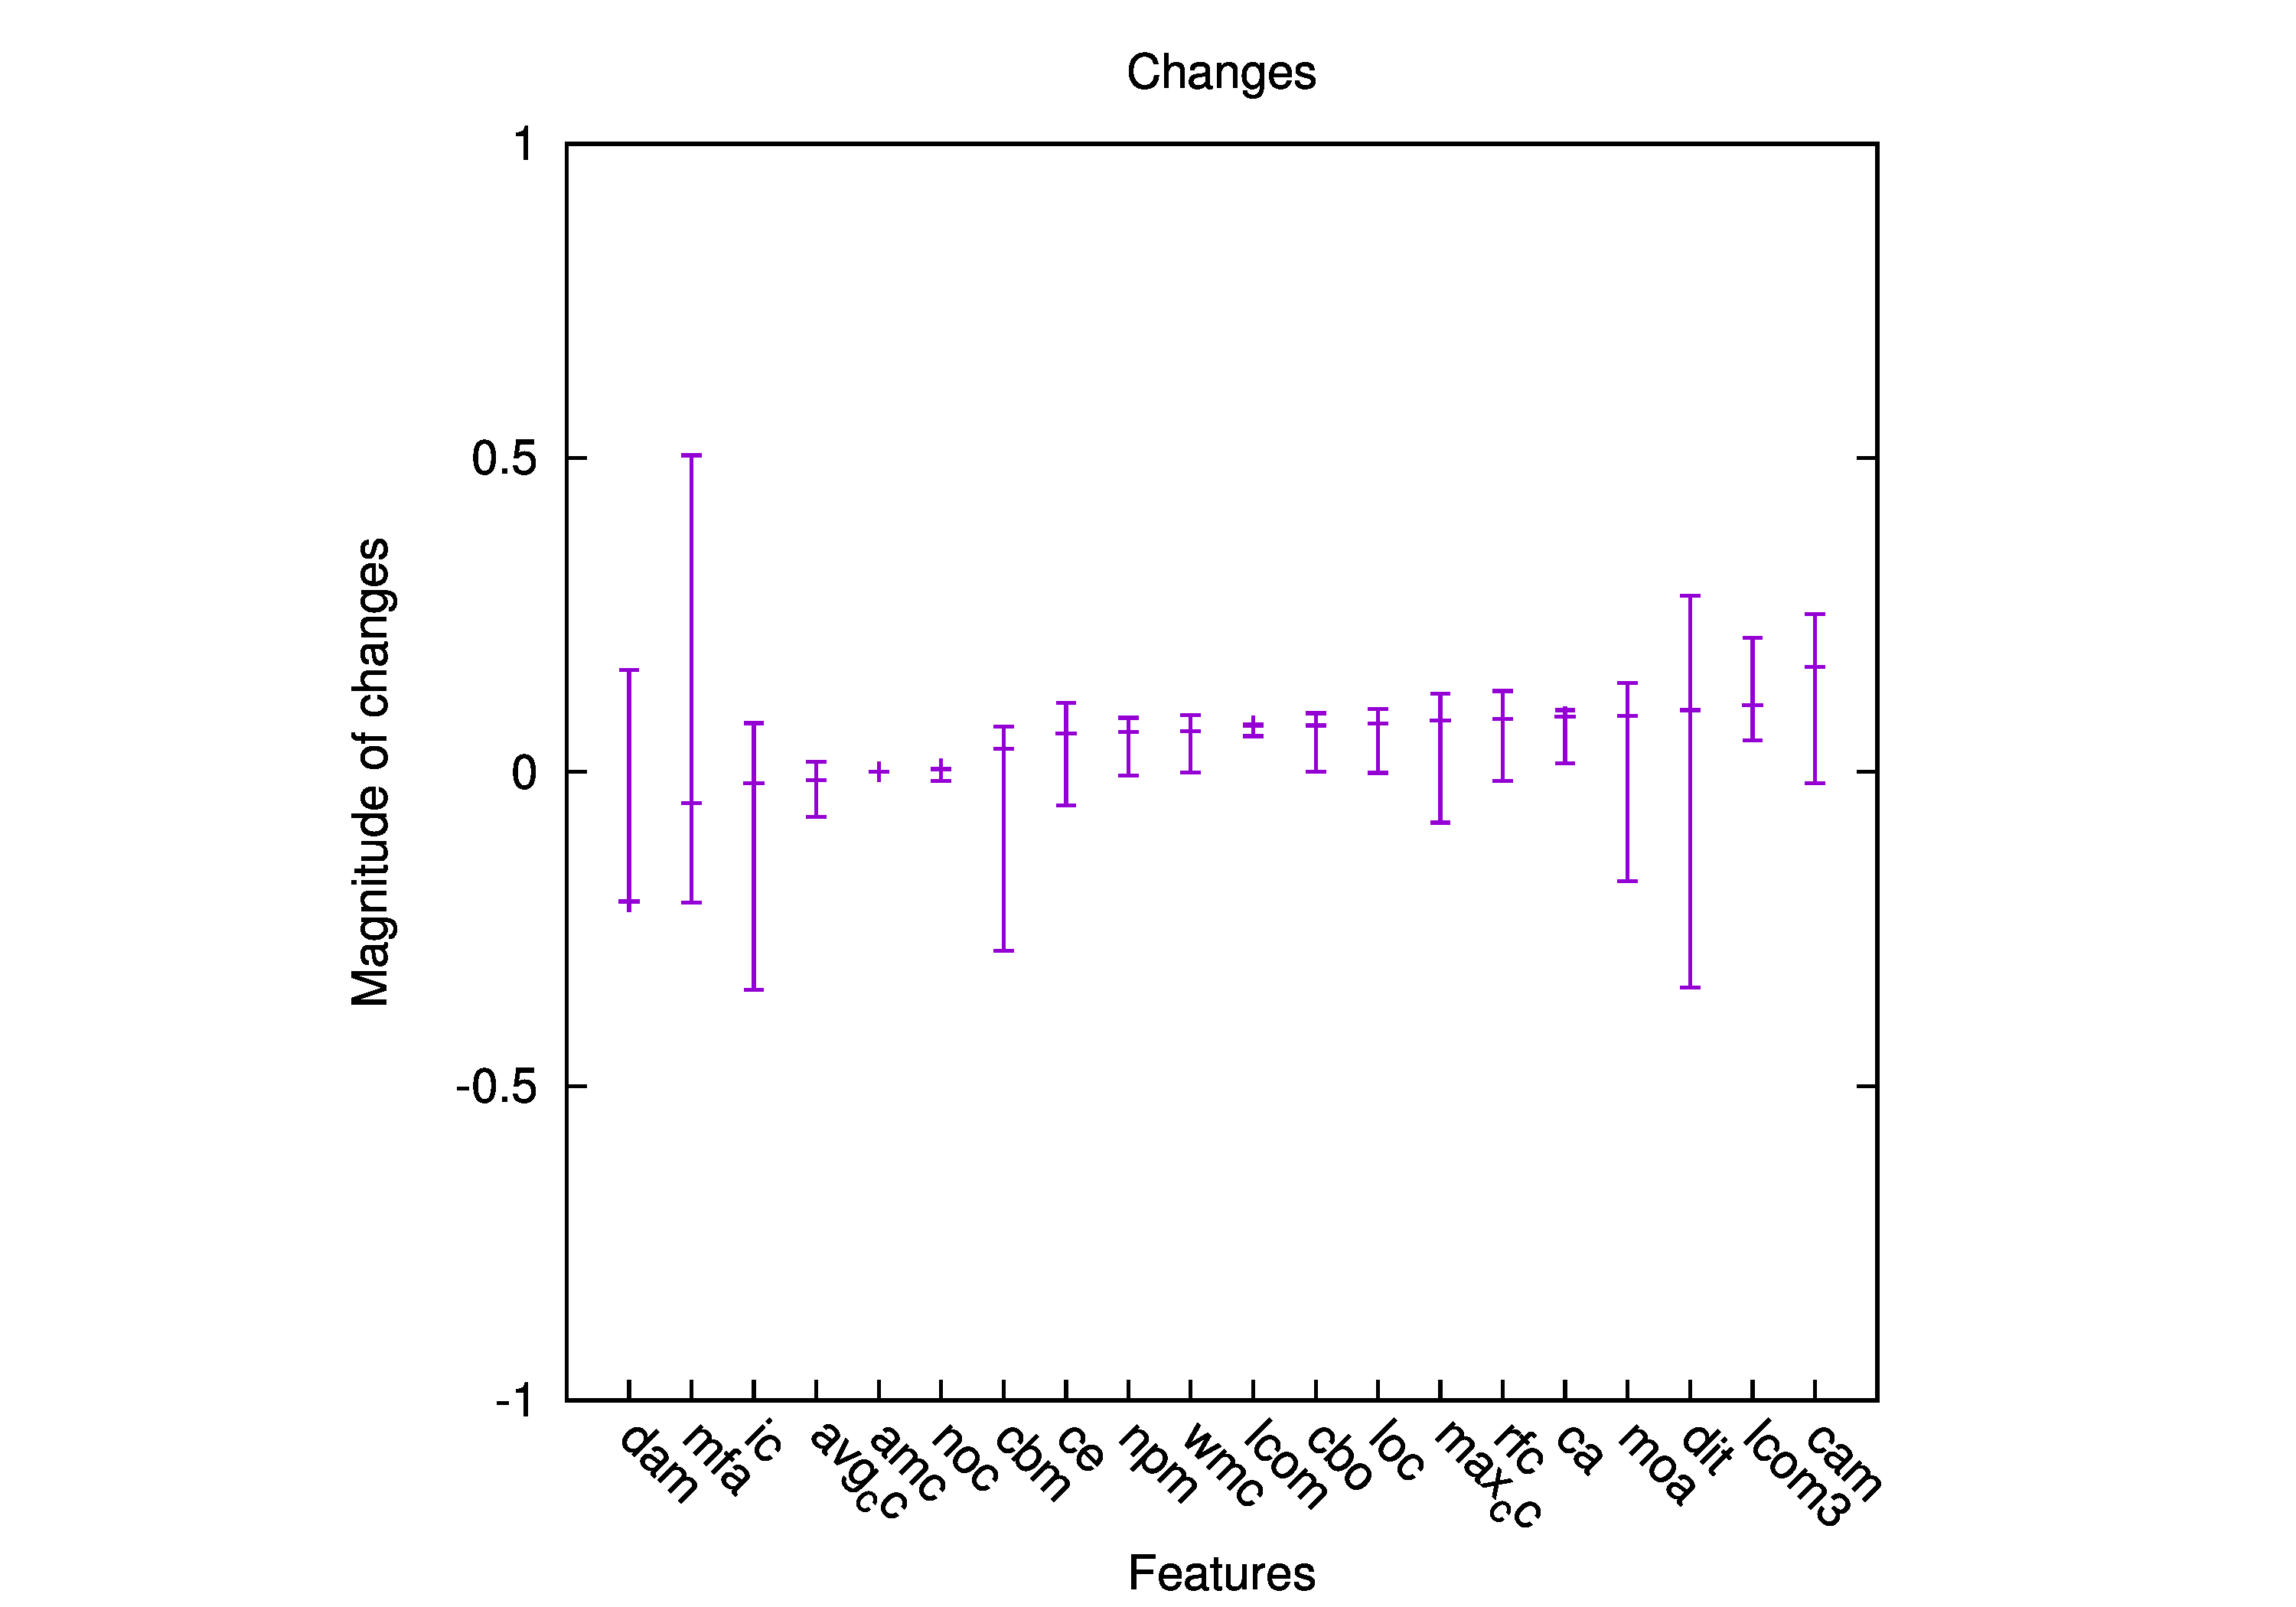 Changes
1
0.5
0
-0.5
-1
Magnitude of changes
dam
mfa
ic
avg_cc
amc
noc
cbm
ce
npm
wmc
lcom
cbo
loc
max_cc
rfc
ca
moa
dit
lcom3
cam
Features